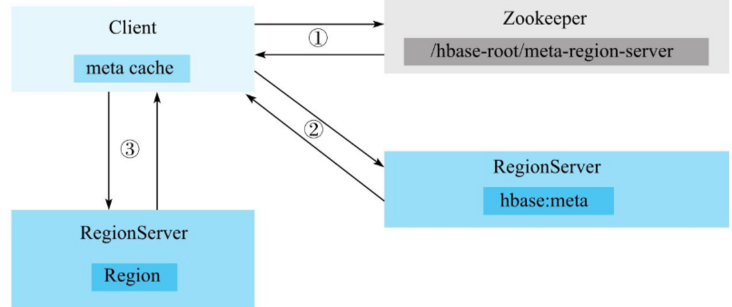 Client
meta cache
①
Zookeeper
/hbase-root/meta-region-server
②
③
RegionServer
hbase:meta
RegionServer
Region